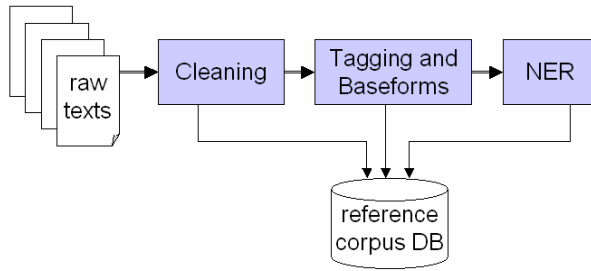 raw
texts
Cleaning
Tagging and
Baseforms
NER
reference
corpus DB